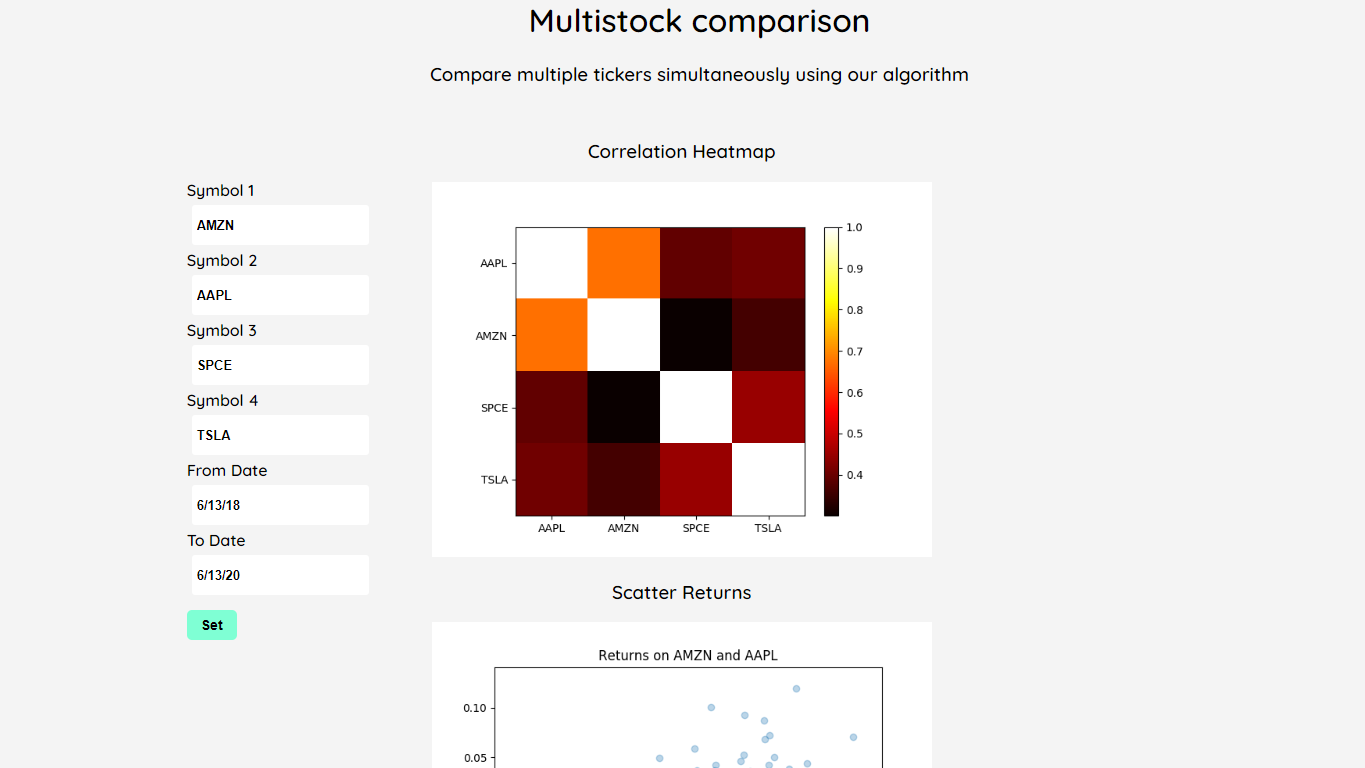 Multistock comparison
Compare multiple tickers simultaneously using our algorithm
Symbol 1
AMZN
Symbol 2
AAPL
Symbol 3
SPCE
Symbol 4
TSLA
From Date
6/13/18
To Date
6/13/20
Set
Correlation Heatmap
AAPL
AMZN
SPCE
TSLA
AAPL AMZN SPCE TSLA
1.0
0.9
0.8
0.7
0.6
0.5
0.4
Scatter Returns
Returns on AMZN and AAPL
0.10
0.05